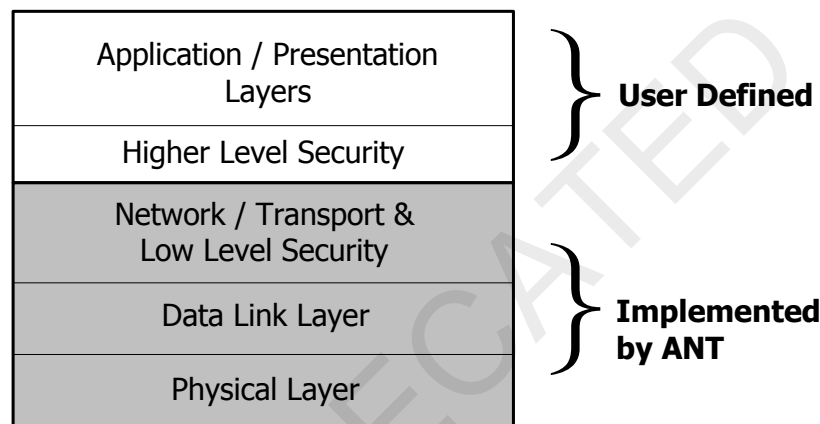 Application / Presentation
Layers
User Defined
Higher Level Security
Network / Transport &
Low Level Security
Data Link Layer
Implemented
by ANT
Physical Layer
ECATED